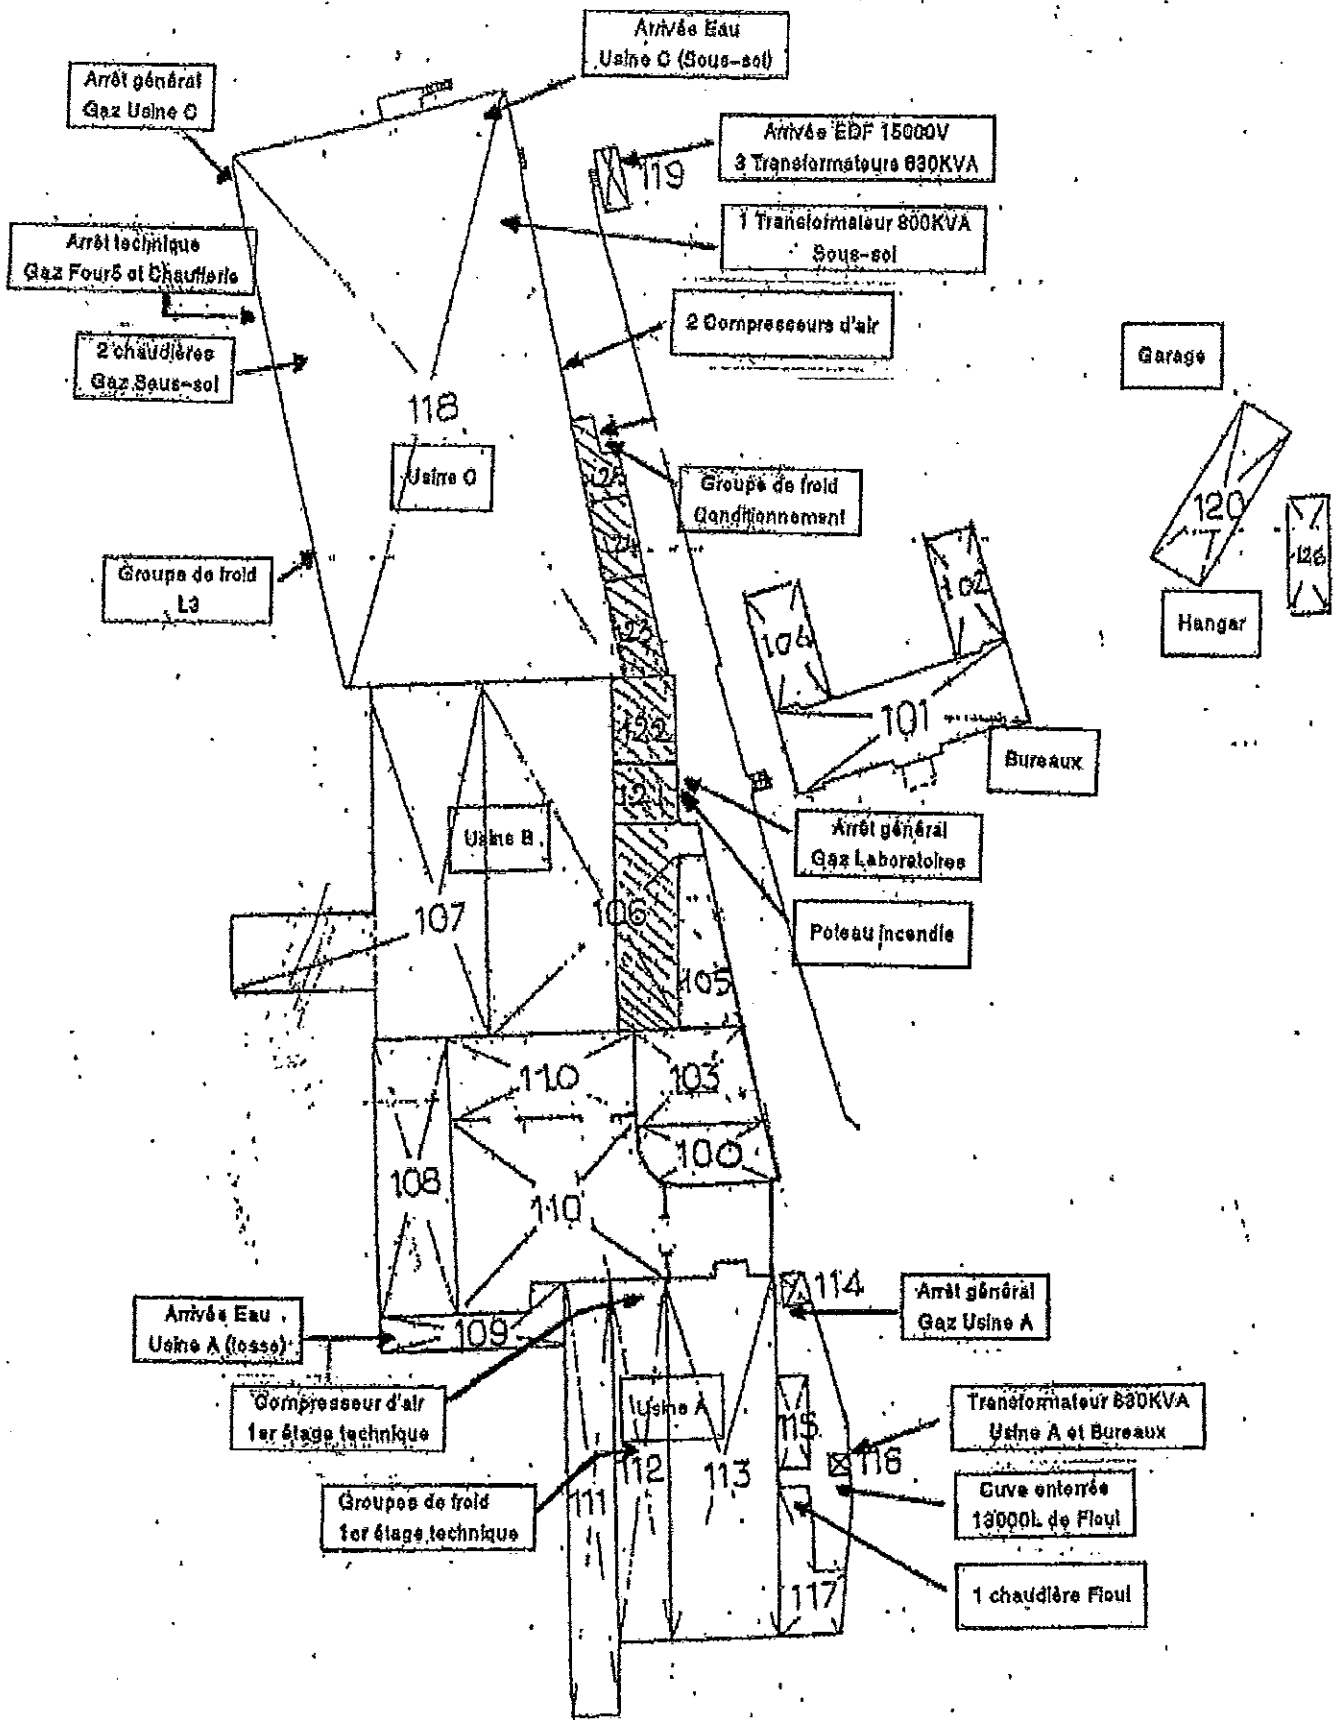 Arrivée Eau
Usine C (Sous-sol)
Arrêt général
Gaz Usine C
Arrivée EDF 15000V
3 Transformateurs 630KVA
119
1 Transformateur 800KVA
Sous-sol
Arrêt technique
Gaz Four5 et Chaufferie
2 Compresseurs d'air
2 chaudières
Gaz Sous-sol
Garage
118
Usine C
Groupe de froid
Conditionnement
125
120
124
126
Groupe de froid
L3
102
Hangar
104
123
101
122
Bureaux
121
Usine B
Arrêt général
Gaz Laboratoires
107
106
Poteau incendie
105
110
103
100
108
110
114
Arrêt général
Gaz Usine A
Arrivée Eau
Usine A (fosse)
109
Compresseur d'air
1er étage technique
Usine A
115
Transformateur 630KVA
Usine A et Bureaux
112
113
116
111
Groupes de froid
1er étage technique
Cuve enterrée
13000L de Fioul
117
1 chaudière Fioul